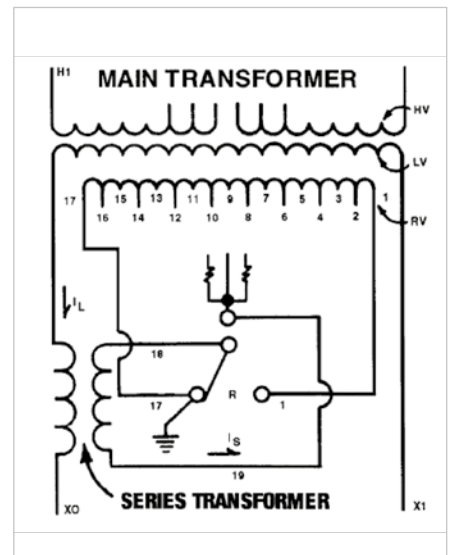 H1
MAIN TRANSFORMER
HV
LV
17 15 13 11 9 7 5 3 1
16 14 12 10 8 6 4 2
RV
IL
18
17 R 1
IS
19
SERIES TRANSFORMER
X0 X1